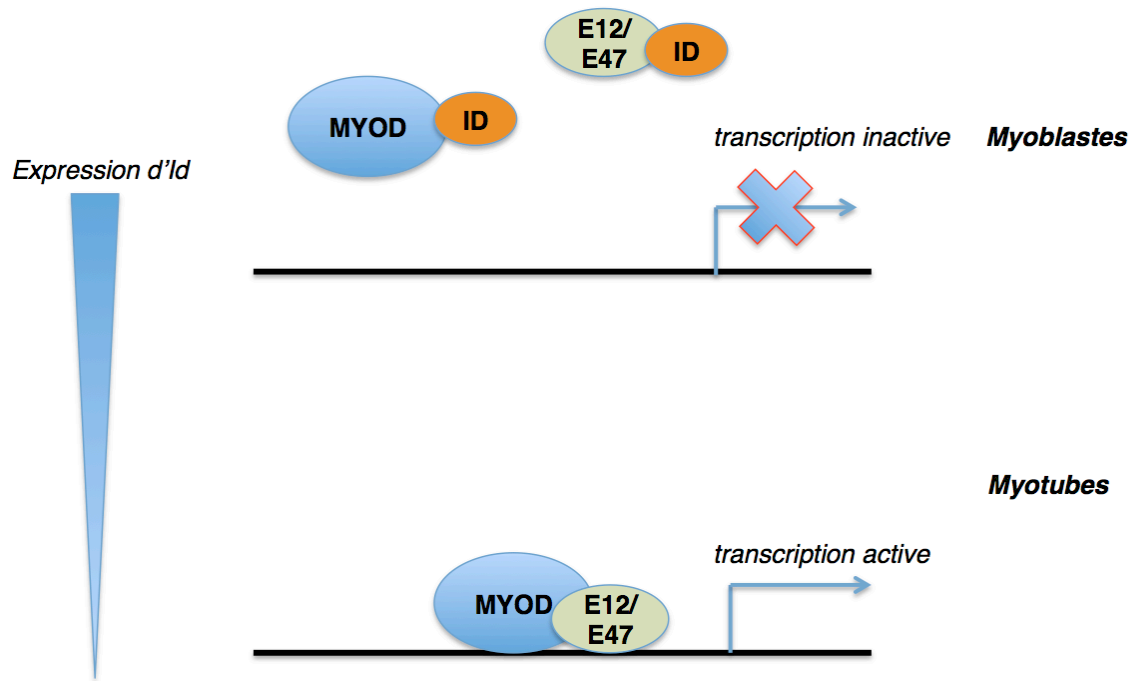 E12/
E47
ID
MYOD
ID
transcription inactive
Myoblastes
Expression d’Id
Myotubes
transcription active
MYOD
E12/
E47